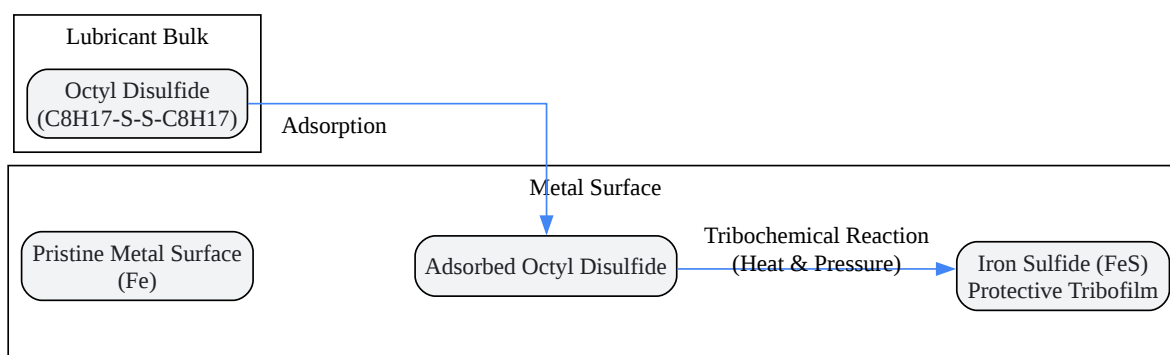 Lubricant Bulk
Octyl Disulfide
(C8H17-S-S-C8H17)
Adsorption
Metal Surface
Pristine Metal Surface
(Fe)
Adsorbed Octyl Disulfide
Tribochemical Reaction
(Heat & Pressure)
Iron Sulfide (FeS)
Protective Tribofilm